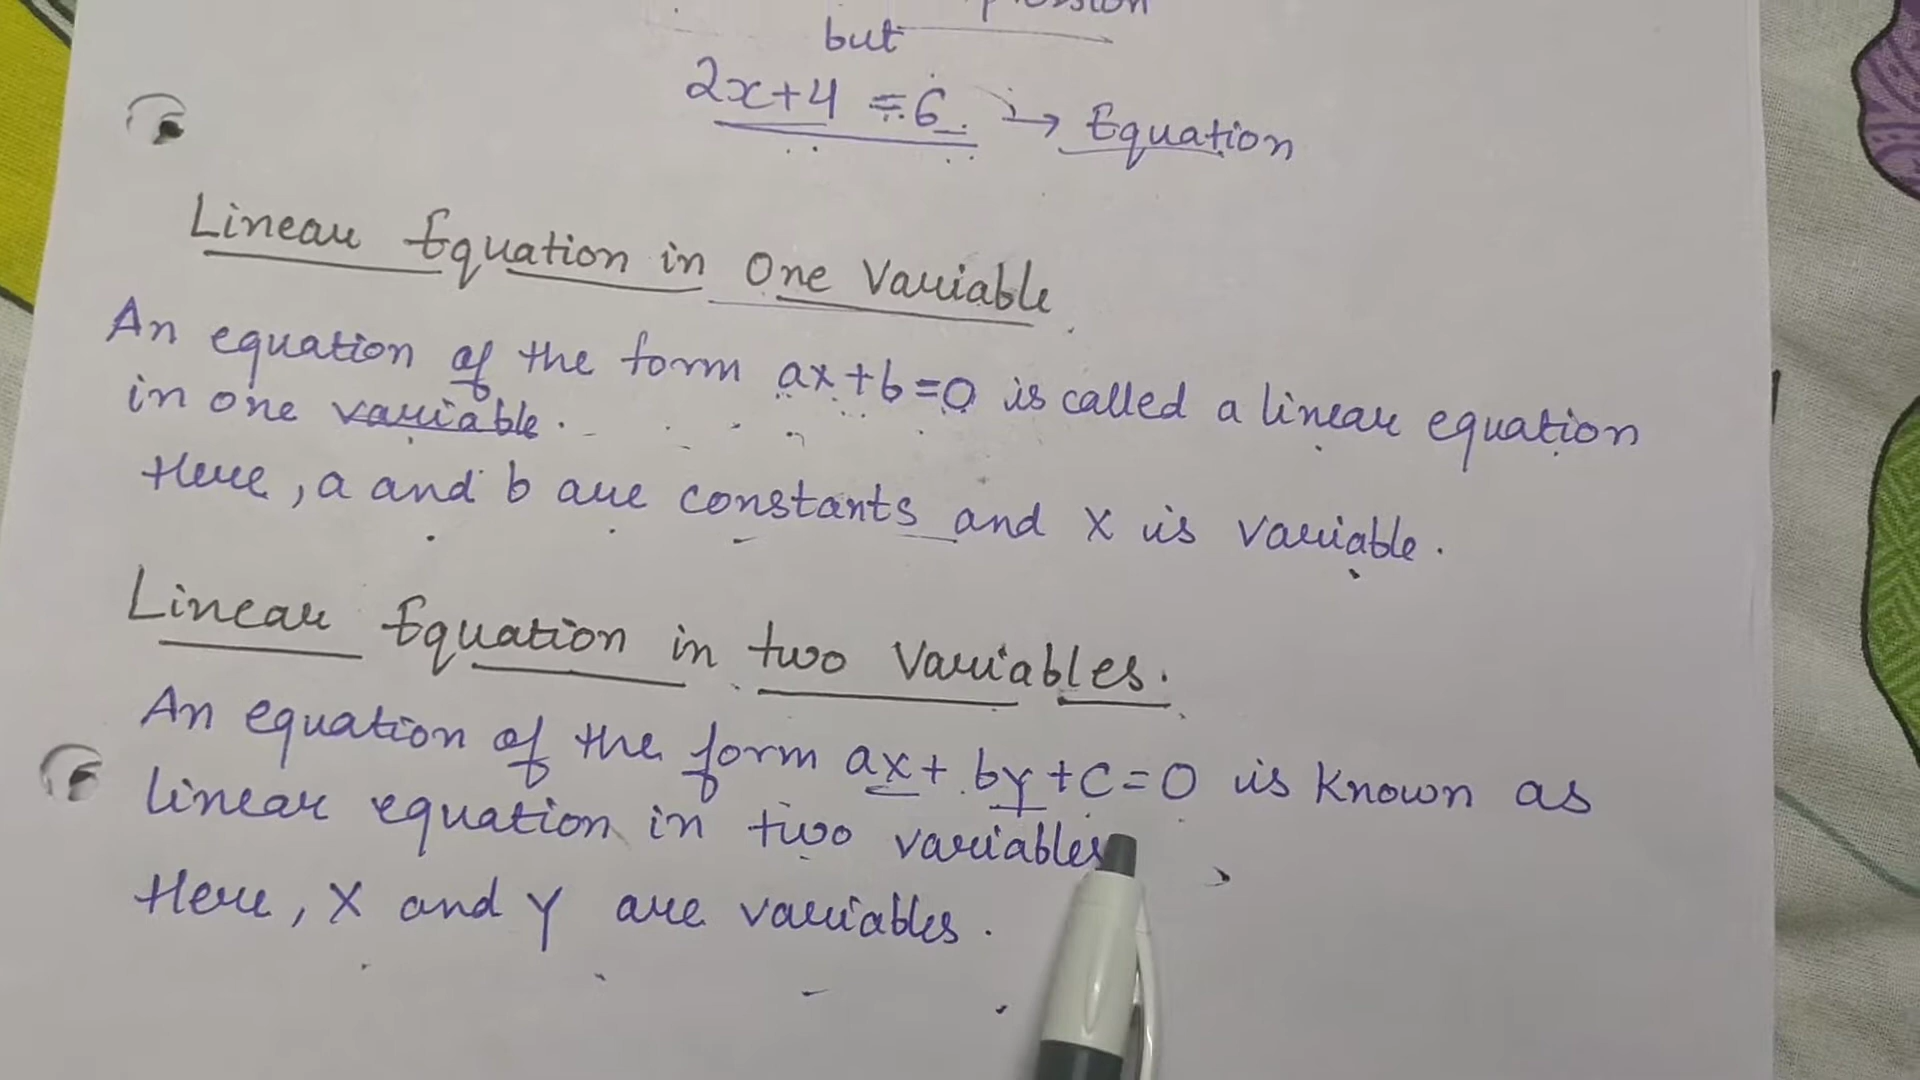 but
2x+4 = 6 → Equation
Linear Equation in One Variable
An equation of the form ax+b=0 is called a linear equation
in one variable.
Here, a and b are constants and x is variable.
Linear Equation in two Variables.
An equation of the form ax+by+c=0 is known as
linear equation in two variables
Here, x and y are variables.